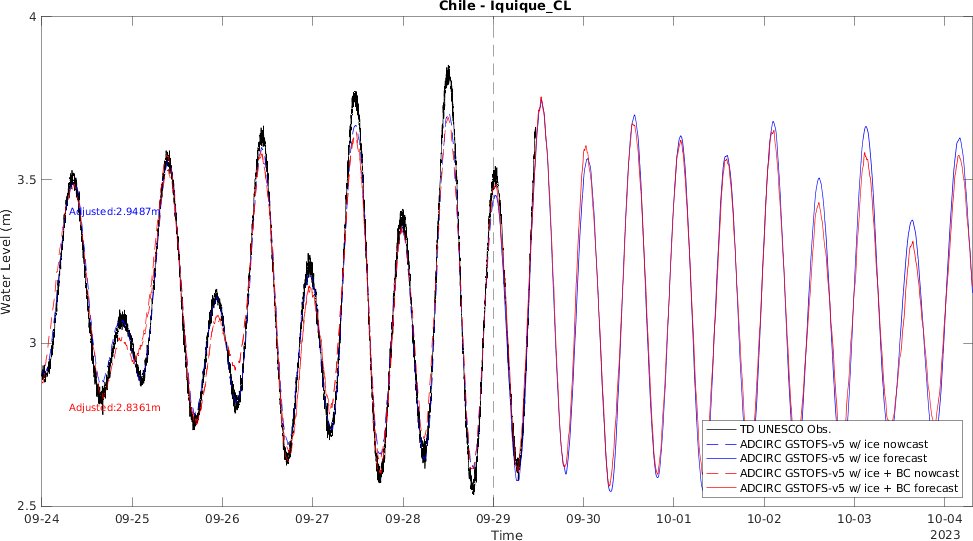 Chile - Iquique_CL
4
3.5
3
2.5
Water Level (m)
Adjusted:2.9487m
Adjusted:2.8361m
TD UNESCO Obs.
ADCIRC GSTOFS-v5 w/ ice nowcast
ADCIRC GSTOFS-v5 w/ ice forecast
ADCIRC GSTOFS-v5 w/ ice + BC nowcast
ADCIRC GSTOFS-v5 w/ ice + BC forecast
09-24 09-25 09-26 09-27 09-28 09-29 09-30 10-01 10-02 10-03 10-04
Time
2023